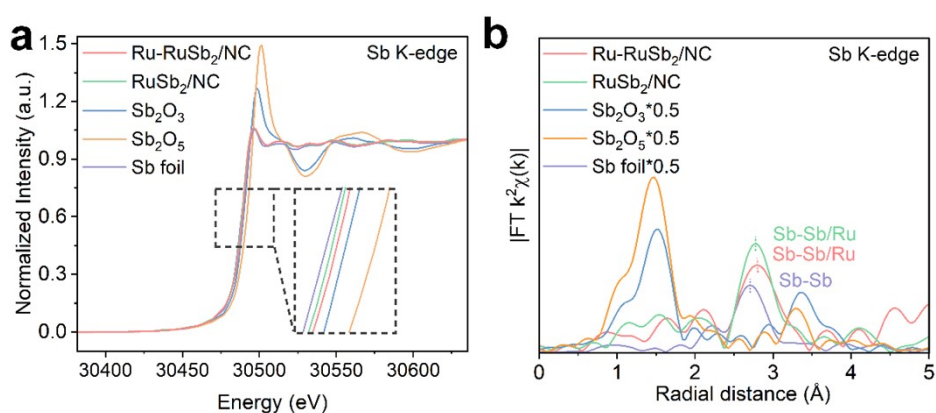 a
Sb K-edge
Ru-RuSb₂/NC
RuSb₂/NC
Sb₂O₃
Sb₂O₅
Sb foil
Normalized Intensity (a.u.)
1.5
1.2
0.9
0.6
0.3
0.0
30400
30450
30500
30550
30600
Energy (eV)
b
Sb K-edge
Ru-RuSb₂/NC
RuSb₂/NC
Sb₂O₃*0.5
Sb₂O₅*0.5
Sb foil*0.5
|FT k²χ(k)|
Sb-Sb/Ru
Sb-Sb/Ru
Sb-Sb
0
1
2
3
4
5
Radial distance (Å)